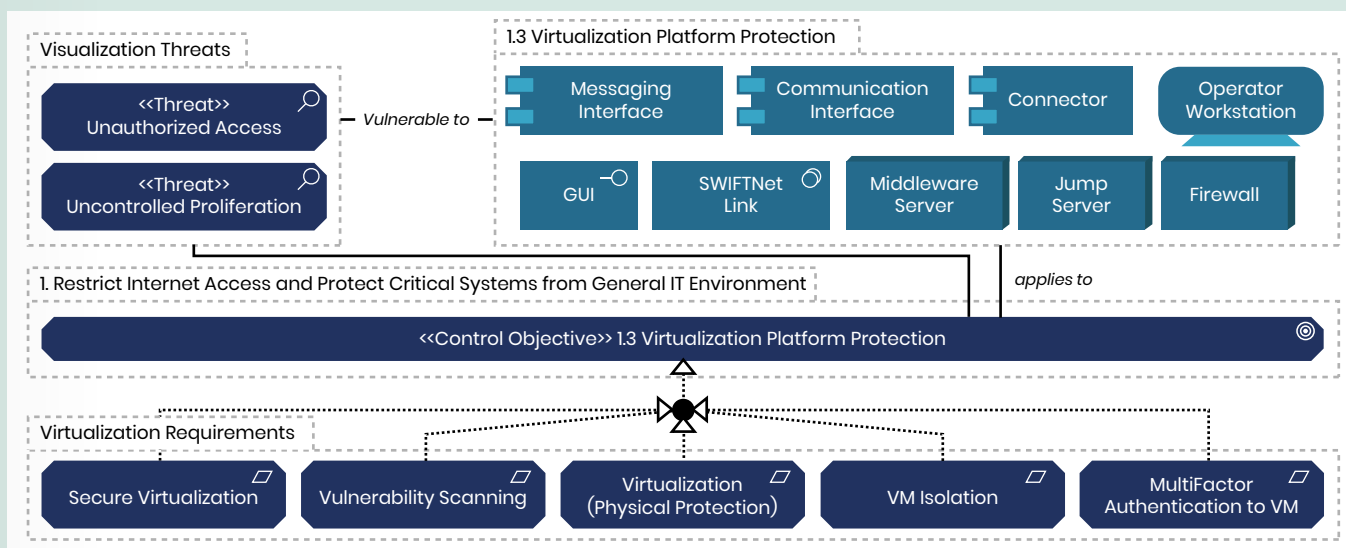 Visualization Threats
1.3 Virtualization Platform Protection
<<Threat>>
Unauthorized Access
<<Threat>>
Uncontrolled Proliferation
Vulnerable to
Messaging
Interface
Communication
Interface
Connector
Operator
Workstation
GUI
SWIFTNet
Link
Middleware
Server
Jump
Server
Firewall
1. Restrict Internet Access and Protect Critical Systems from General IT Environment
applies to
<<Control Objective>> 1.3 Virtualization Platform Protection
Virtualization Requirements
Secure Virtualization
Vulnerability Scanning
Virtualization
(Physical Protection)
VM Isolation
MultiFactor
Authentication to VM